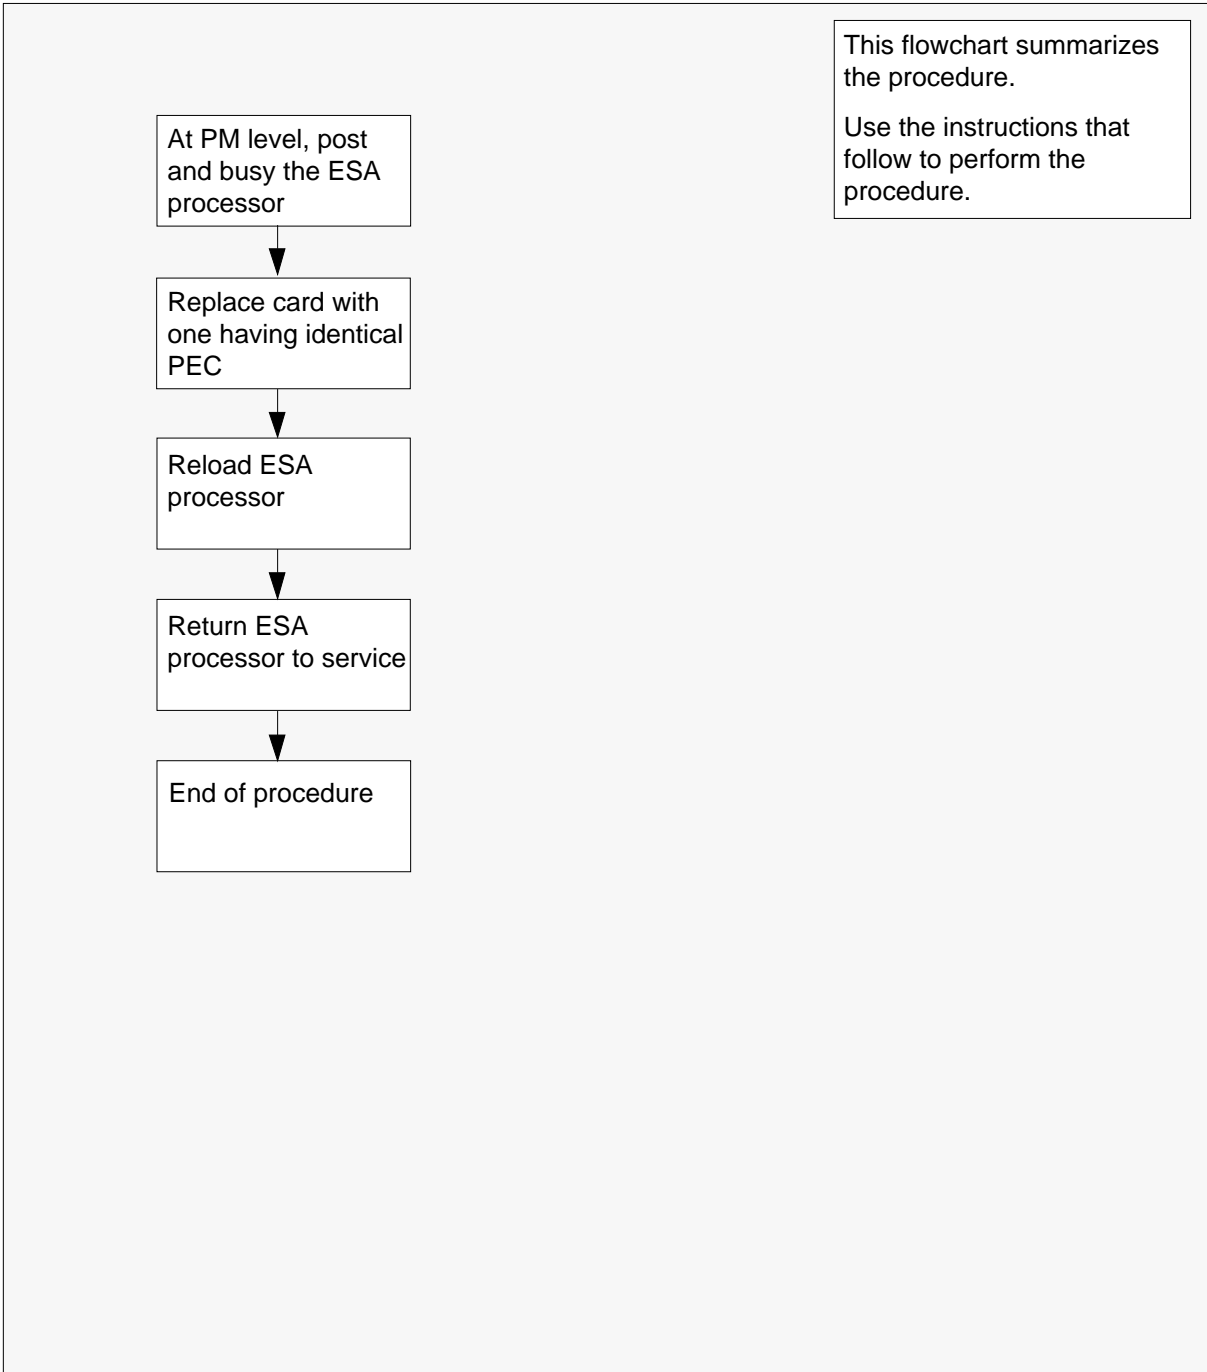 This flowchart summarizes
the procedure.
Use the instructions that
follow to perform the
procedure.
At PM level, post
and busy the ESA
processor
Replace card with
one having identical
PEC
Reload ESA
processor
Return ESA
processor to service
End of procedure